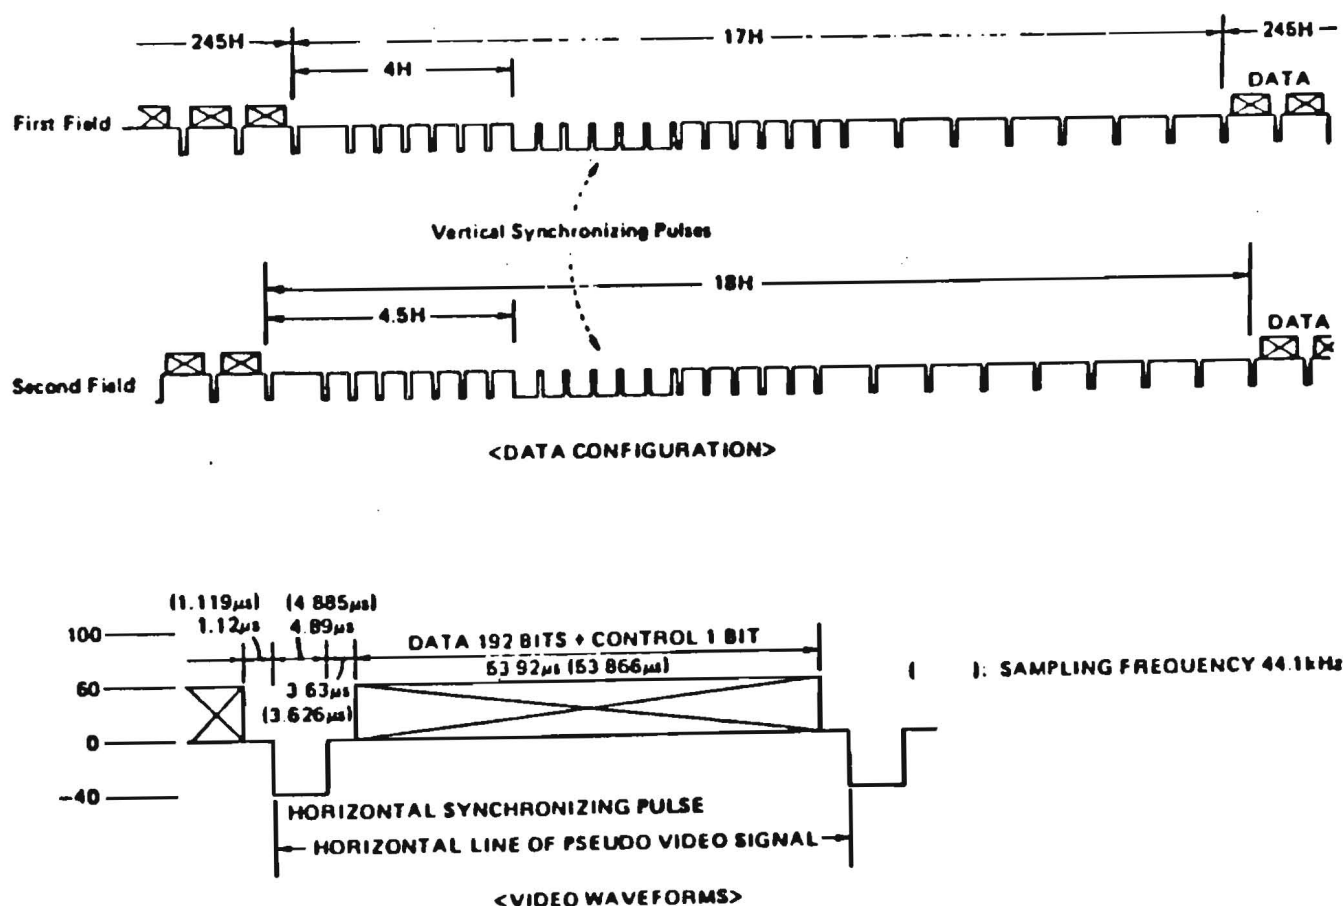 245H
17H
245H
4H
DATA
First Field
Vertical Synchronizing Pulses
18H
4.5H
DATA
Second Field
<DATA CONFIGURATION>
(1.119µs) (4.885µs)
1.12µs 4.89µs
100
DATA 192 BITS + CONTROL 1 BIT
53.92µs (53.866µs)
( ): SAMPLING FREQUENCY 44.1kHz
60
3.63µs
(3.626µs)
0
-40
HORIZONTAL SYNCHRONIZING PULSE
HORIZONTAL LINE OF PSEUDO VIDEO SIGNAL
<VIDEO WAVEFORMS>